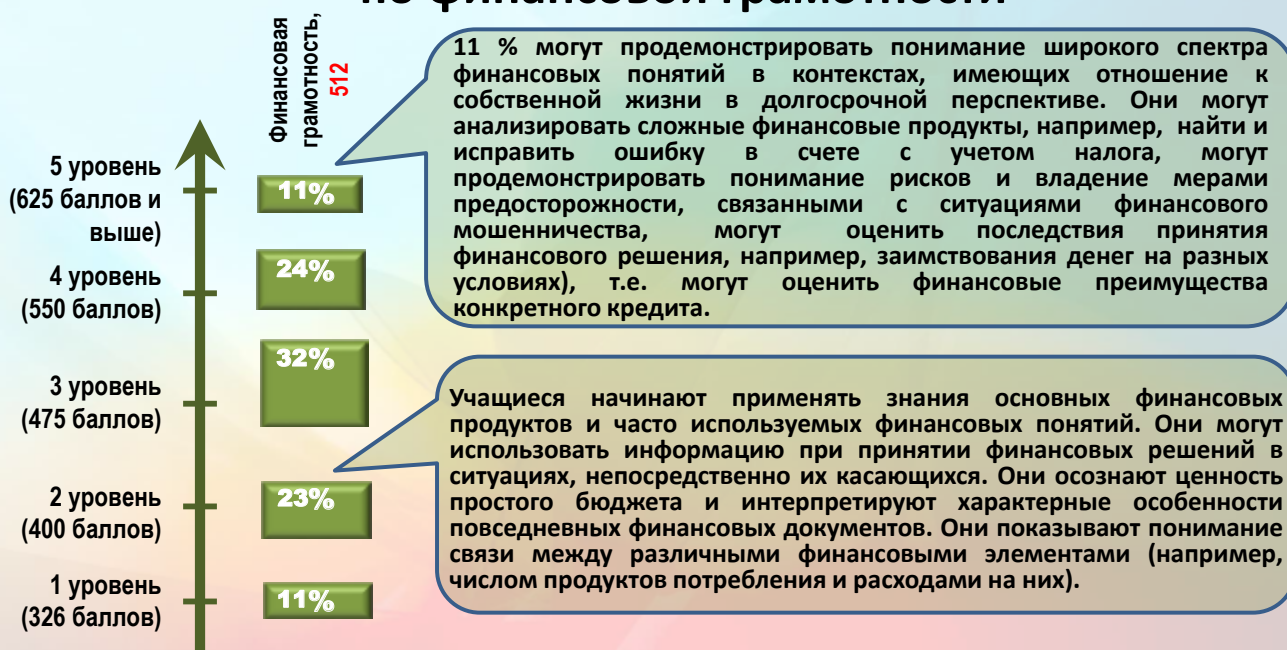 по финансовой грамотности
Финансовая
грамотность,
512
5 уровень
(625 баллов и
выше)
4 уровень
(550 баллов)
3 уровень
(475 баллов)
2 уровень
(400 баллов)
1 уровень
(326 баллов)
11%
24%
32%
23%
11%
11 % могут продемонстрировать понимание широкого спектра
финансовых понятий в контекстах, имеющих отношение к
собственной жизни в долгосрочной перспективе. Они могут
анализировать сложные финансовые продукты, например, найти и
исправить ошибку в счете с учетом налога, могут
продемонстрировать понимание рисков и владение мерами
предосторожности, связанными с ситуациями финансового
мошенничества, могут оценить последствия принятия
финансового решения, например, заимствования денег на разных
условиях), т.е. могут оценить финансовые преимущества
конкретного кредита.
Учащиеся начинают применять знания основных финансовых
продуктов и часто используемых финансовых понятий. Они могут
использовать информацию при принятии финансовых решений в
ситуациях, непосредственно их касающихся. Они осознают ценность
простого бюджета и интерпретируют характерные особенности
повседневных финансовых документов. Они показывают понимание
связи между различными финансовыми элементами (например,
числом продуктов потребления и расходами на них).